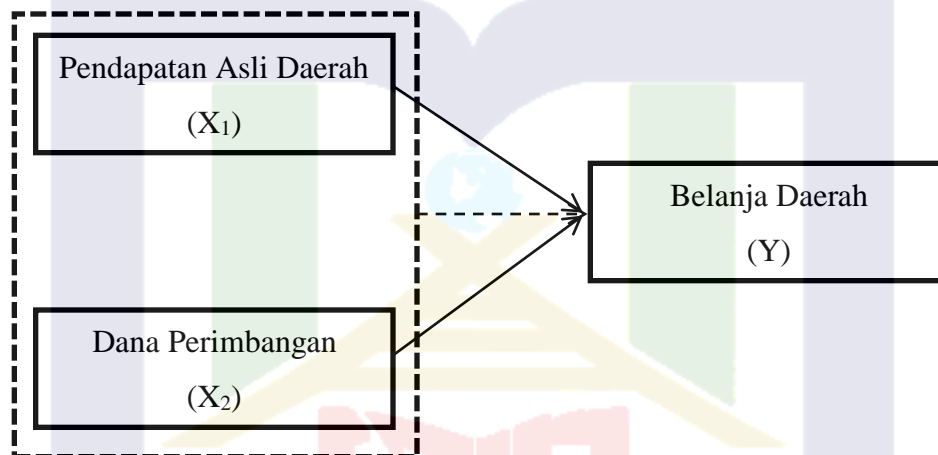 Pendapatan Asli Daerah
(X₁)
Belanja Daerah
(Y)
Dana Perimbangan
(X₂)